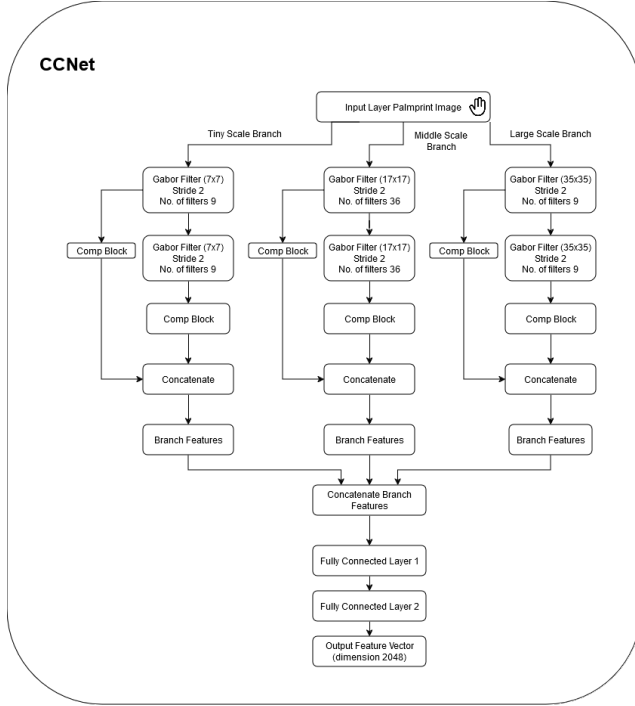 CCNet
Input Layer Palmprint Image
Tiny Scale Branch
Middle Scale
Branch
Large Scale Branch
Gabor Filter (7x7)
Stride 2
No. of filters 9
Gabor Filter (17x17)
Stride 2
No. of filters 36
Gabor Filter (35x35)
Stride 2
No. of filters 9
Comp Block
Gabor Filter (7x7)
Stride 2
No. of filters 9
Comp Block
Gabor Filter (17x17)
Stride 2
No. of filters 36
Comp Block
Gabor Filter (35x35)
Stride 2
No. of filters 9
Comp Block
Comp Block
Comp Block
Concatenate
Concatenate
Concatenate
Branch Features
Branch Features
Branch Features
Concatenate Branch
Features
Fully Connected Layer 1
Fully Connected Layer 2
Output Feature Vector
(dimension 2048)